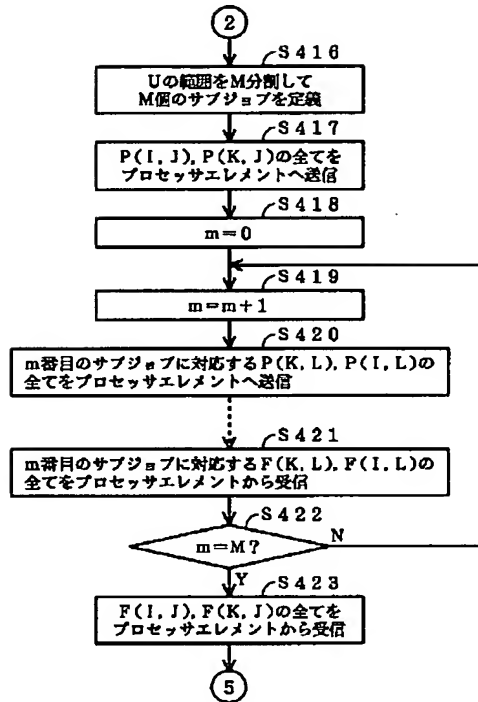 2
S416
Uの範囲をM分割して
M個のサブジョブを定義
S417
P(I,J),P(K,J)の全てを
プロセッサエレメントへ送信
S418
m=0
S419
m=m+1
S420
m番目のサブジョブに対応するP(K,L),P(I,L)の
全てをプロセッサエレメントへ送信
S421
m番目のサブジョブに対応するF(K,L),F(I,L)の
全てをプロセッサエレメントから受信
S422
m=M?
N
Y
S423
F(I,J),F(K,J)の全てを
プロセッサエレメントから受信
5